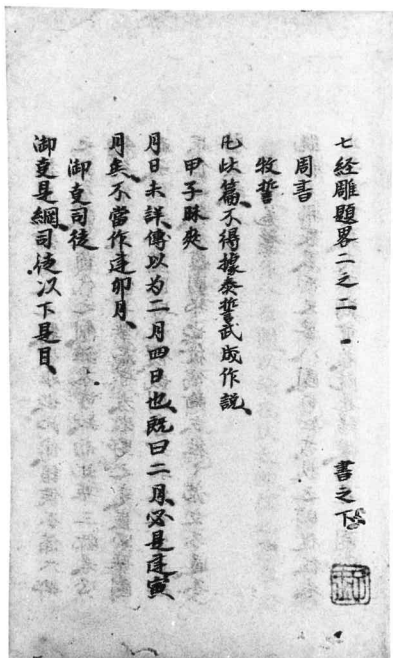 七経雕題畧二之二　書之下
周書
牧誓
凡此篇不得據泰誓武成作說
甲子昧爽
月日未詳傳以為二月四日也既曰二月必是建寅
月矣不當作建卯月
御吏司徒
御吏是綱司徒以下是目